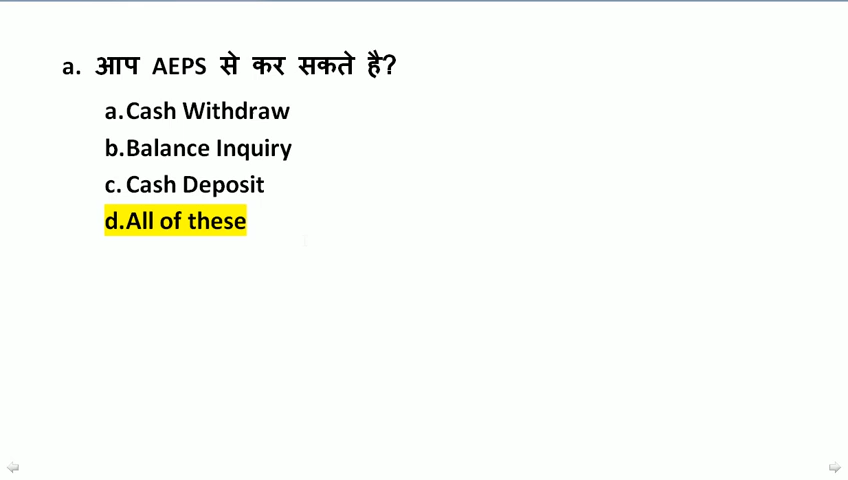 a. आप AEPS से कर सकते है?
a.Cash Withdraw
b.Balance Inquiry
c. Cash Deposit
d.All of these